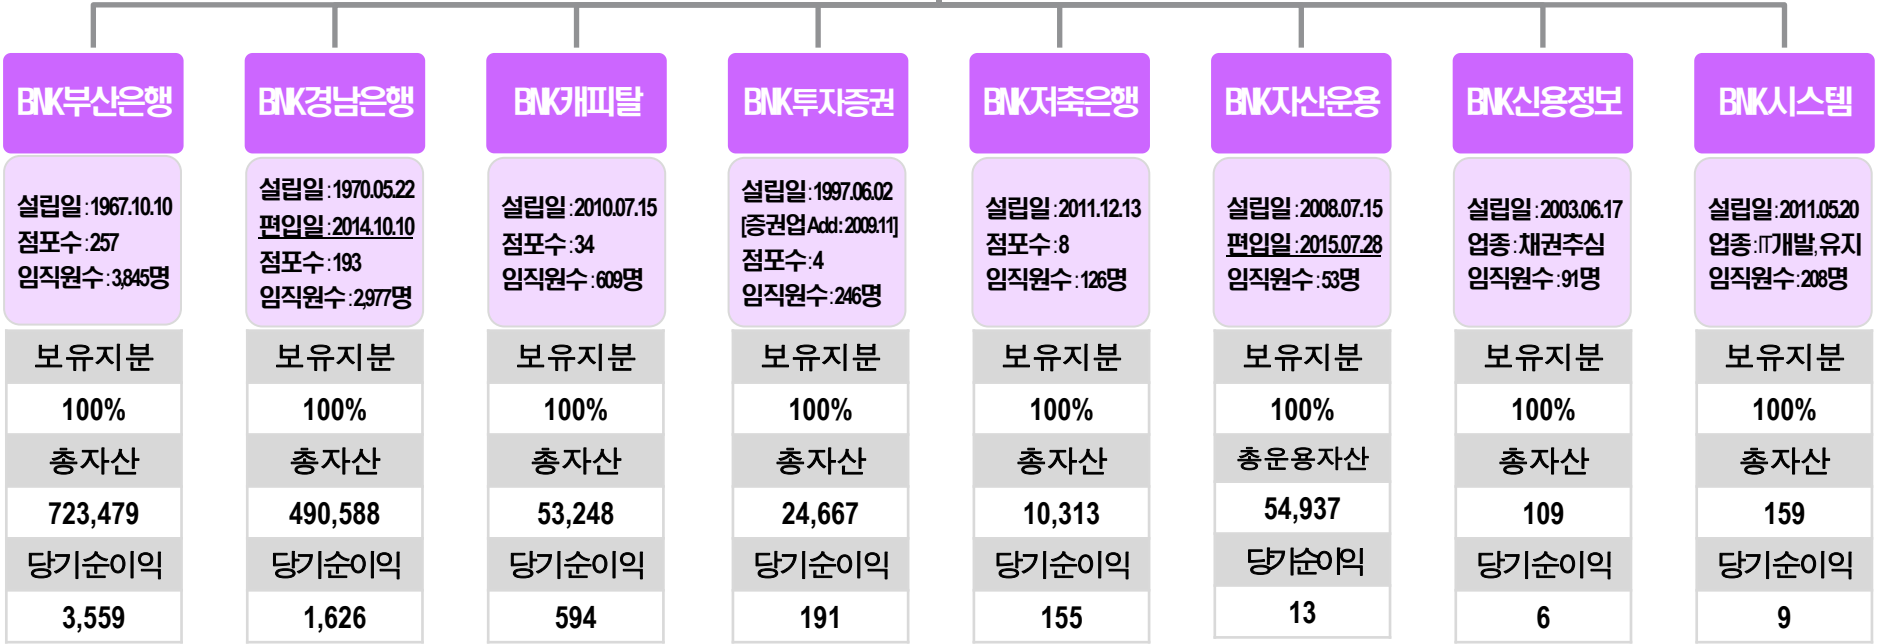 BNK부산은행
설립일:1967.10.10
점포수:257
임직원수:3,845명
보유지분
100%
총자산
723,479
당기순이익
3,559
BNK경남은행
설립일:1970.05.22
편입일:2014.10.10
점포수:193
임직원수:2,977명
보유지분
100%
총자산
490,588
당기순이익
1,626
BNK캐피탈
설립일:2010.07.15
점포수:34
임직원수:609명
보유지분
100%
총자산
53,248
당기순이익
594
BNK투자증권
설립일:1997.06.02
[증권업 Add: 2009.11]
점포수:4
임직원수:246명
보유지분
100%
총자산
24,667
당기순이익
191
BNK저축은행
설립일:2011.12.13
점포수:8
임직원수:126명
보유지분
100%
총자산
10,313
당기순이익
155
BNK자산운용
설립일:2008.07.15
편입일:2015.07.28
임직원수:53명
보유지분
100%
총운용자산
54,937
당기순이익
13
BNK신용정보
설립일:2003.06.17
업종:채권추심
임직원수:91명
보유지분
100%
총자산
109
당기순이익
6
BNK시스템
설립일:2011.05.20
업종:IT개발,유지
임직원수:208명
보유지분
100%
총자산
159
당기순이익
9